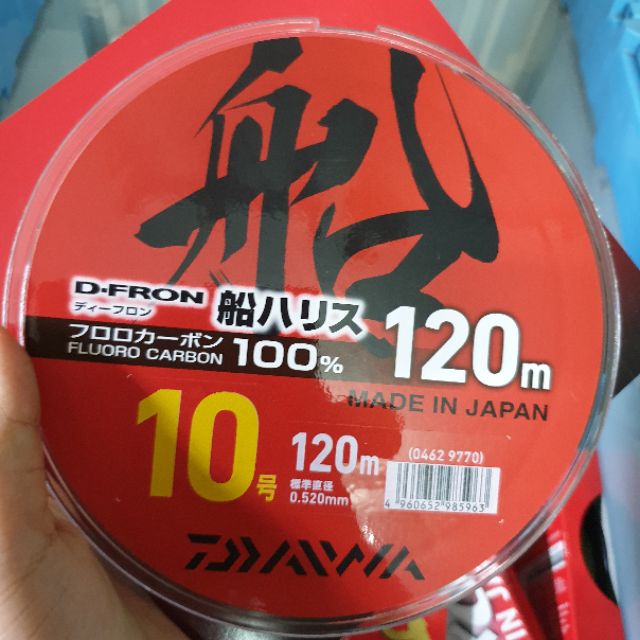 船
D-FRON
ディーフロン
船ハリス
フロロカーボン
FLUORO CARBON
100%
120m
MADE IN JAPAN
10号
120m
標準直径
0.520mm
(0462 9770)
4 960652 985963
DAIWA